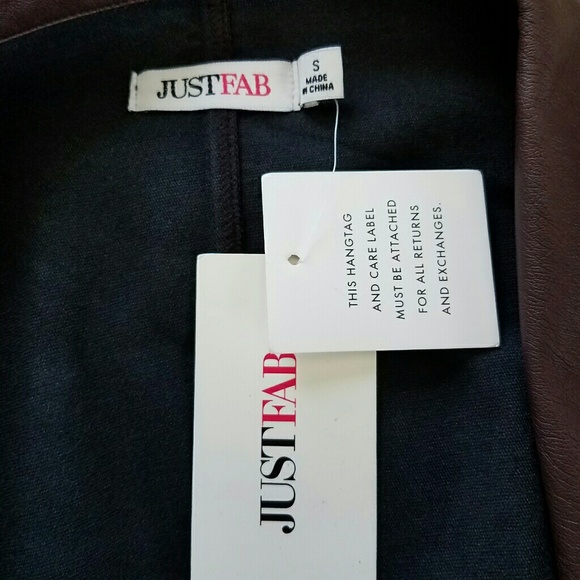 JUSTFAB
S
MADE
IN CHINA
THIS HANGTAG
AND CARE LABEL
MUST BE ATTACHED
FOR ALL RETURNS
AND EXCHANGES.
JUSTFAB